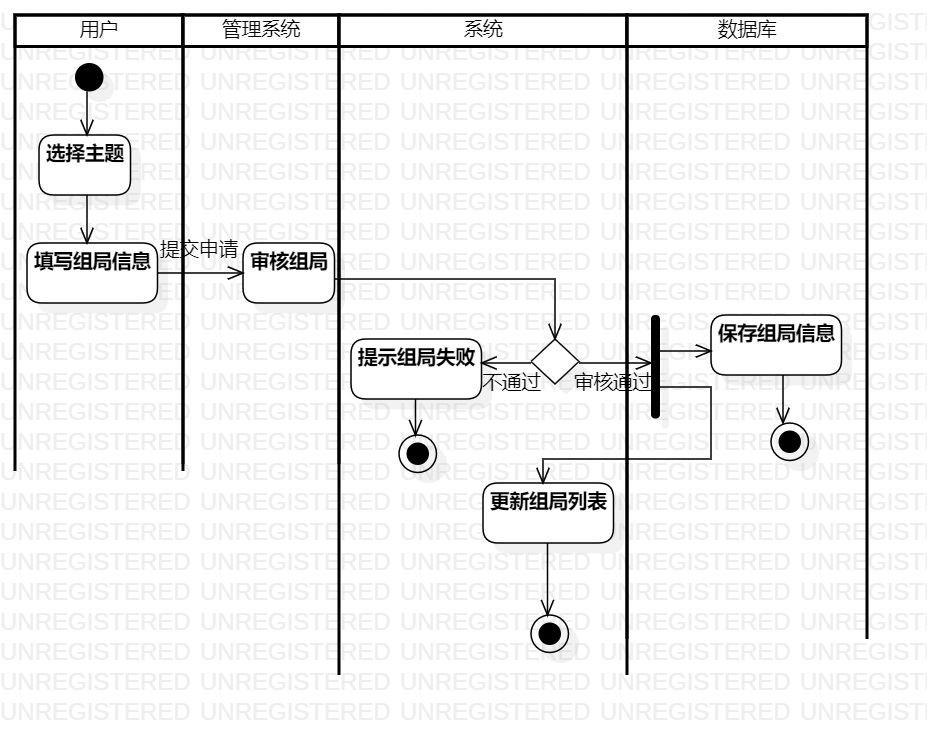 用户
管理系统
系统
数据库
选择主题
填写组局信息
提交申请
审核组局
提示组局失败
不通过
审核通过
保存组局信息
更新组局列表
UNREGISTERED